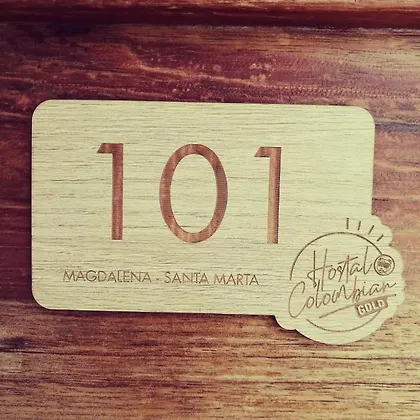 101
MAGDALENA - SANTA MARTA
Hostal
Colombian
GOLD